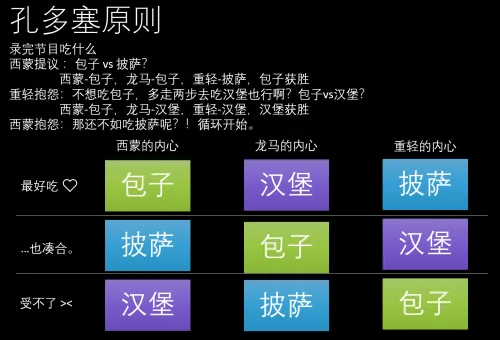 孔多塞原则
录完节目吃什么
西蒙提议：包子 vs 披萨?
西蒙-包子，龙马-包子，重轻-披萨，包子获胜
重轻抱怨：不想吃包子，多走两步去吃汉堡也行啊？包子vs汉堡?
西蒙-包子，龙马-汉堡、重轻-汉堡，汉堡获胜
西蒙抱怨：那还不如吃披萨呢？！循环开始。
西蒙的内心 龙马的内心 重轻的内心
最好吃 ♡ 包子 汉堡 披萨
...也凑合。 披萨 包子 汉堡
受不了 >< 汉堡 披萨 包子